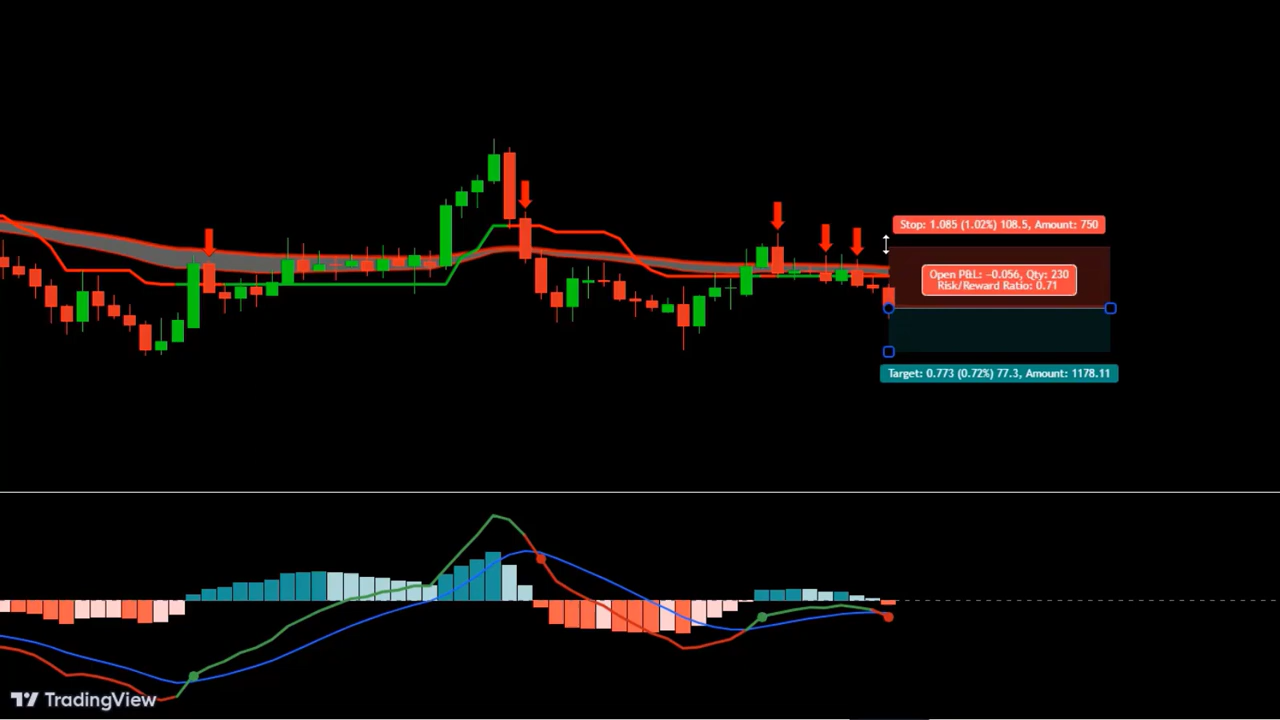 Stop: 1.085 (1.02%) 108.5, Amount: 750
Open P&L: −0.056, Qty: 230
Risk/Reward Ratio: 0.71
Target: 0.773 (0.72%) 77.3, Amount: 1178.11
TradingView